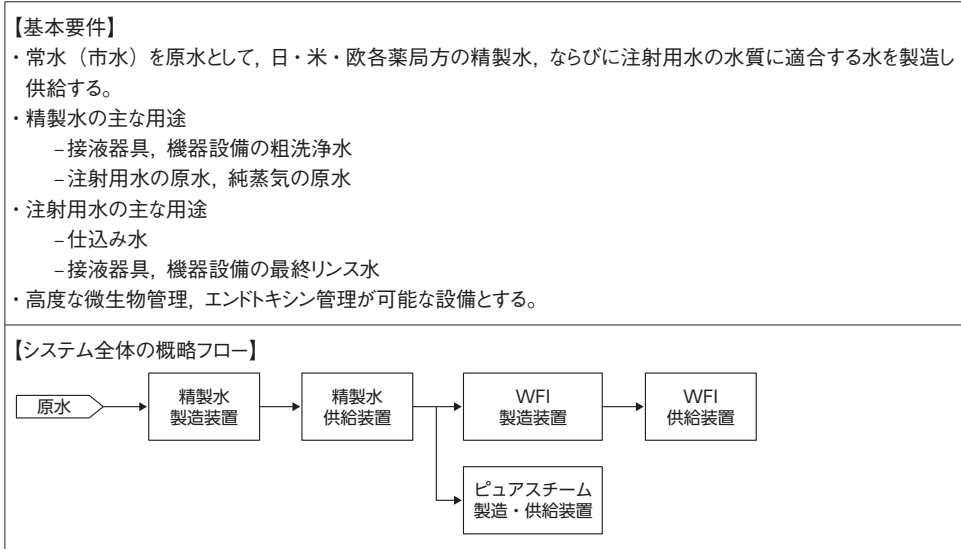 【基本要件】
・常水（市水）を原水として，日・米・欧各薬局方の精製水，ならびに注射用水の水質に適合する水を製造し
供給する。
・精製水の主な用途
－接液器具，機器設備の粗洗浄水
－注射用水の原水，純蒸気の原水
・注射用水の主な用途
－仕込み水
－接液器具，機器設備の最終リンス水
・高度な微生物管理，エンドトキシン管理が可能な設備とする。
【システム全体の概略フロー】
原水
精製水
製造装置
精製水
供給装置
WFI
製造装置
WFI
供給装置
ピュアスチーム
製造・供給装置